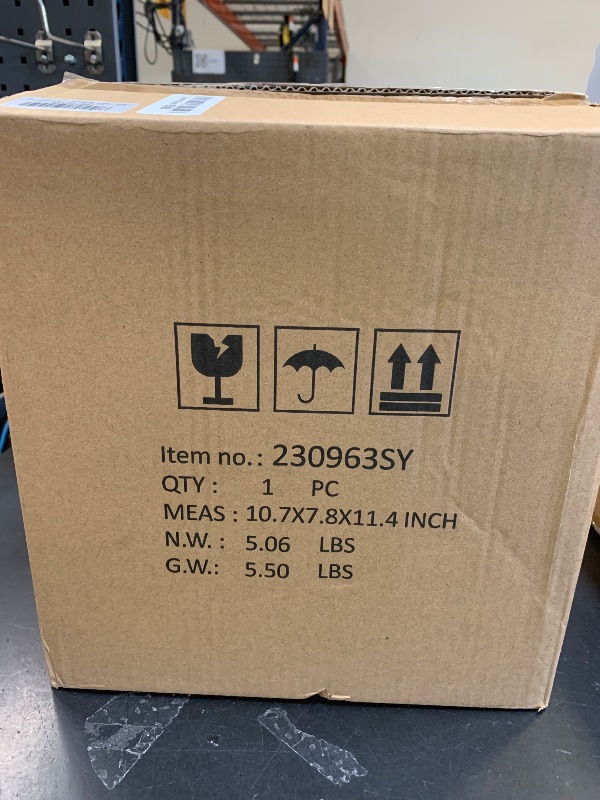 Item no.: 230963SY
QTY : 1 PC
MEAS : 10.7X7.8X11.4 INCH
N.W. : 5.06 LBS
G.W.: 5.50 LBS